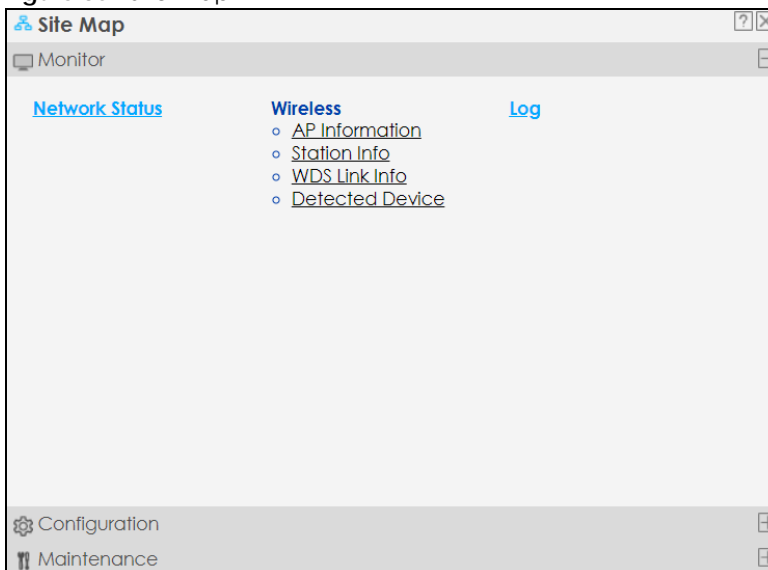 Site Map
Monitor
Network Status
Wireless
AP Information
Station Info
WDS Link Info
Detected Device
Log
Configuration
Maintenance